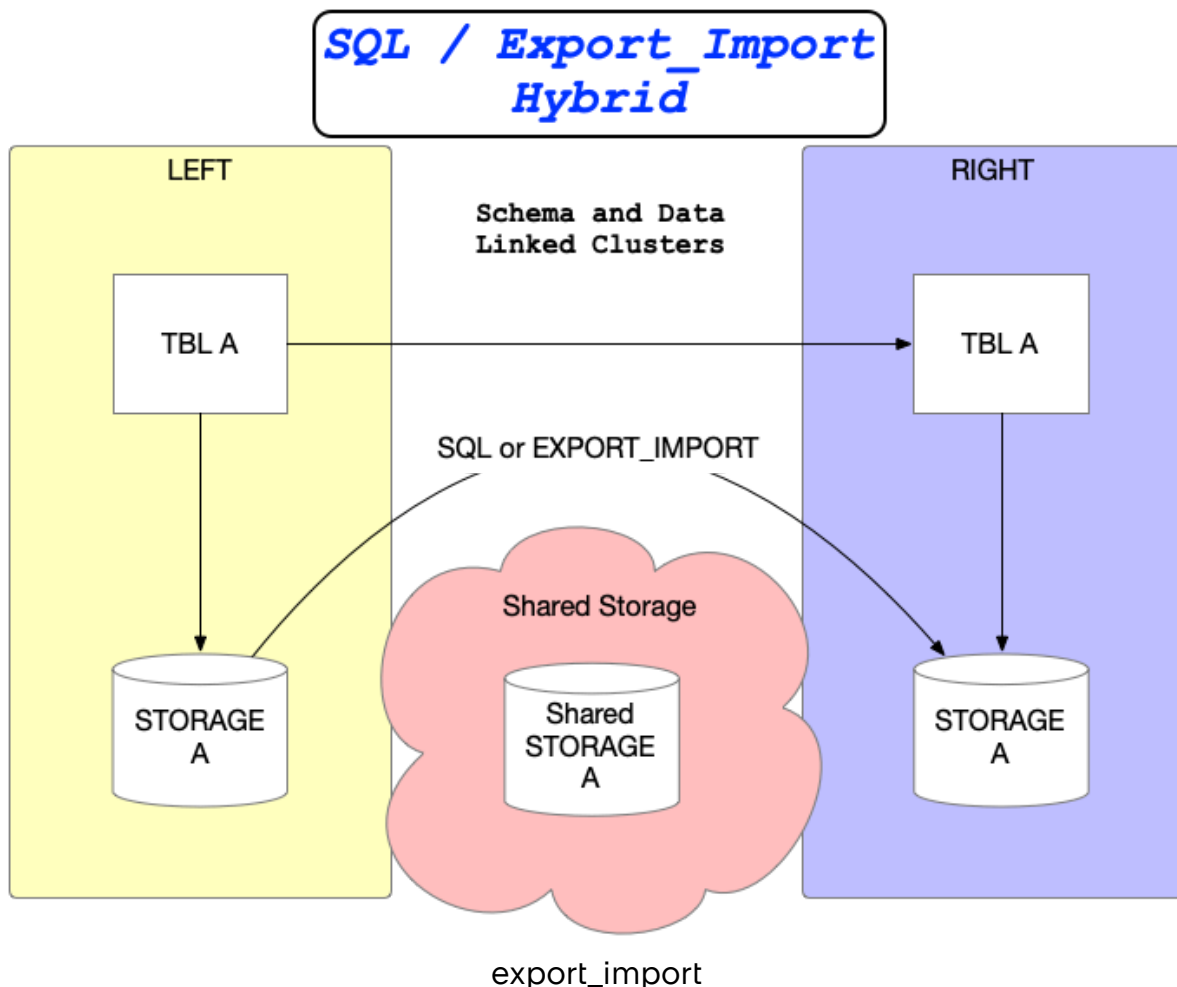 SQL / Export_Import
Hybrid
LEFT
RIGHT
Schema and Data
Linked Clusters
TBL A
TBL A
SQL or EXPORT_IMPORT
Shared Storage
STORAGE
A
Shared
STORAGE
A
STORAGE
A
export_import